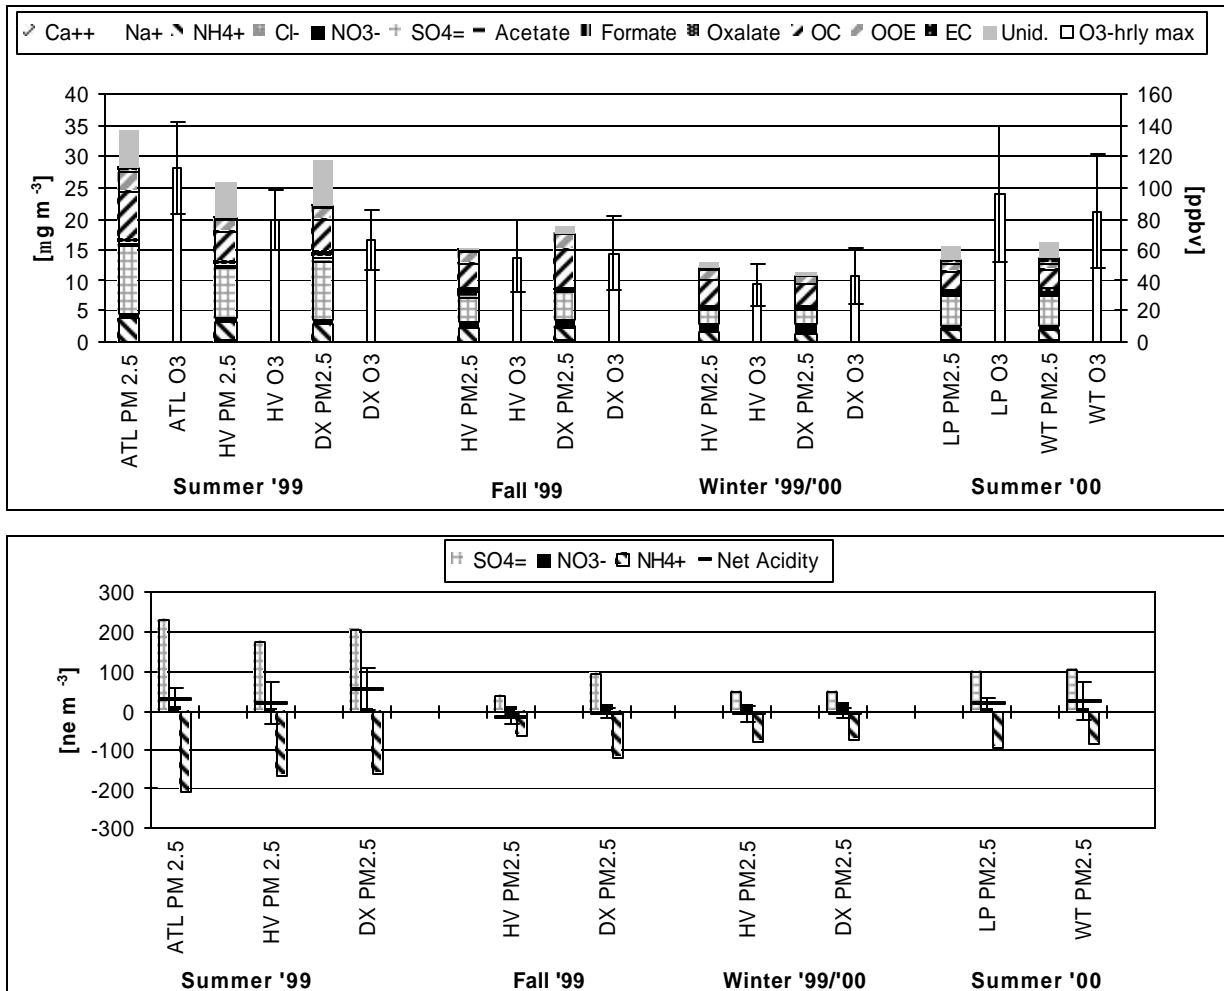 Ca++ Na+ NH4+ Cl- NO3- SO4= Acetate Formate Oxalate OC OOE EC Unid. O3-hrly max
40
35
30
25
20
15
10
5
0
[mg m -3]
160
140
120
100
80
60
40
20
0
[ppbv]
ATL PM 2.5
ATL O3
HV PM 2.5
HV O3
DX PM2.5
DX O3
HV PM2.5
HV O3
DX PM2.5
DX O3
HV PM2.5
HV O3
DX PM2.5
DX O3
LP PM2.5
LP O3
WT PM2.5
WT O3
Summer '99
Fall '99
Winter '99/'00
Summer '00
SO4= NO3- NH4+ Net Acidity
300
200
100
0
-100
-200
-300
[ne m -3]
ATL PM 2.5
HV PM 2.5
DX PM2.5
HV PM2.5
DX PM2.5
HV PM2.5
DX PM2.5
LP PM2.5
WT PM2.5
Summer '99
Fall '99
Winter '99/'00
Summer '00